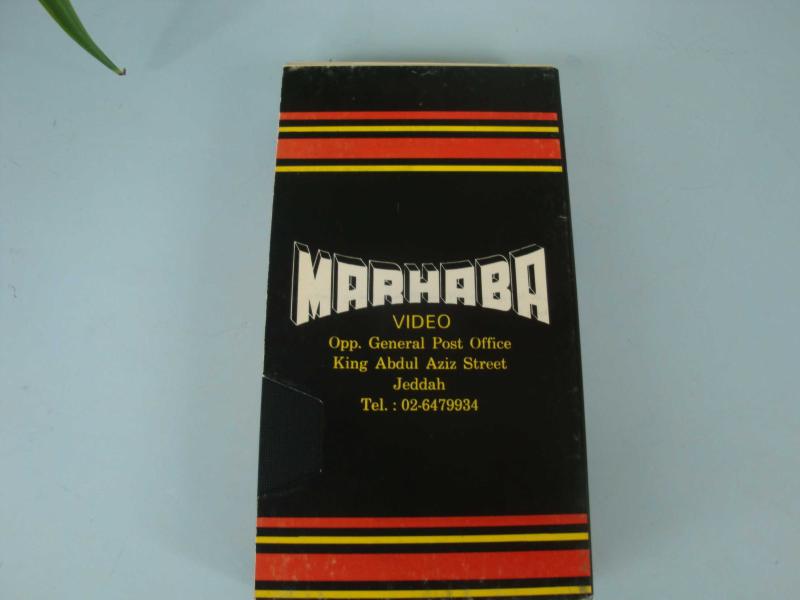 MARHABA
VIDEO
Opp. General Post Office
King Abdul Aziz Street
Jeddah
Tel. : 02-6479934